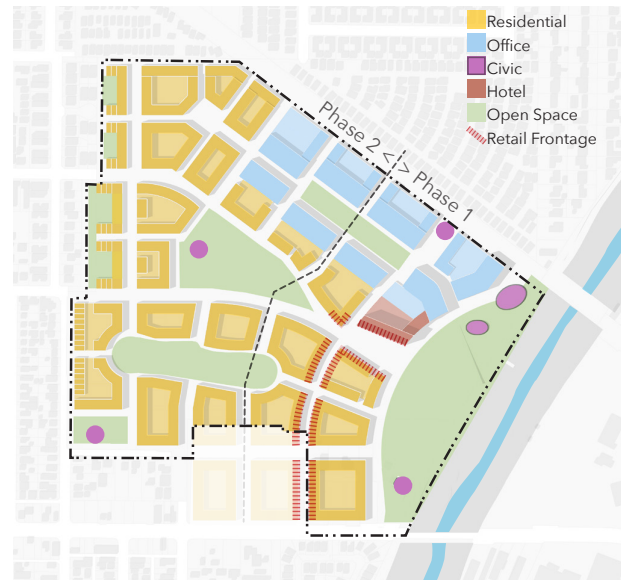 Residential
Office
Civic
Hotel
Open Space
Retail Frontage
Phase 2 <-> Phase 1